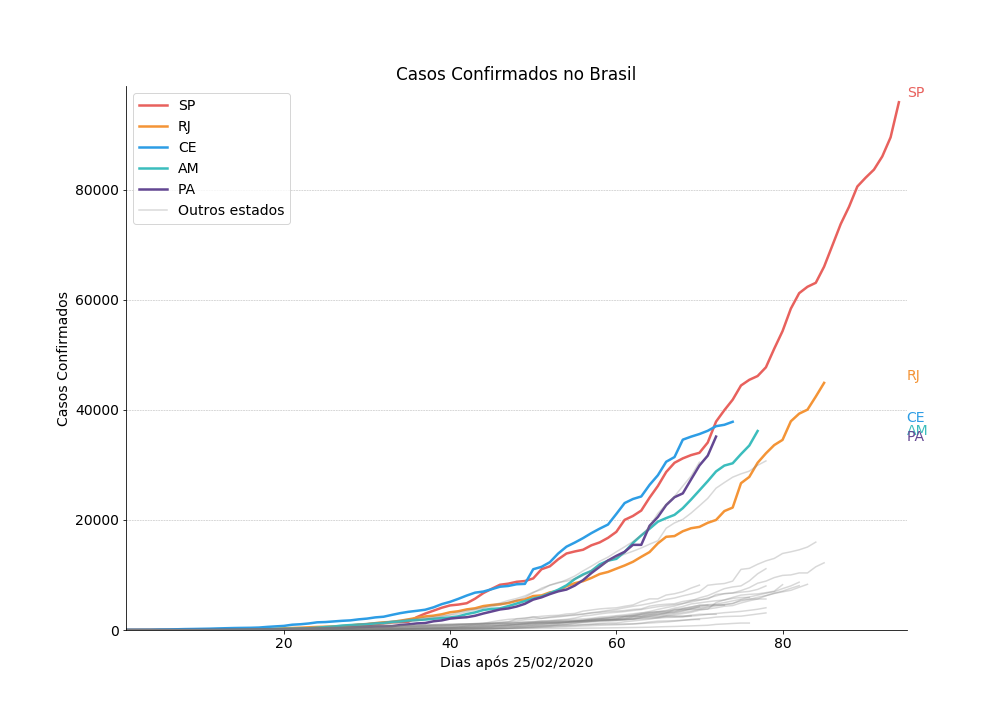 Casos Confirmados no Brasil
SP
RJ
CE
AM
PA
Outros estados
80000
60000
40000
20000
0
Casos Confirmados
20
40
60
80
Dias após 25/02/2020
SP
RJ
CE
AM
PA